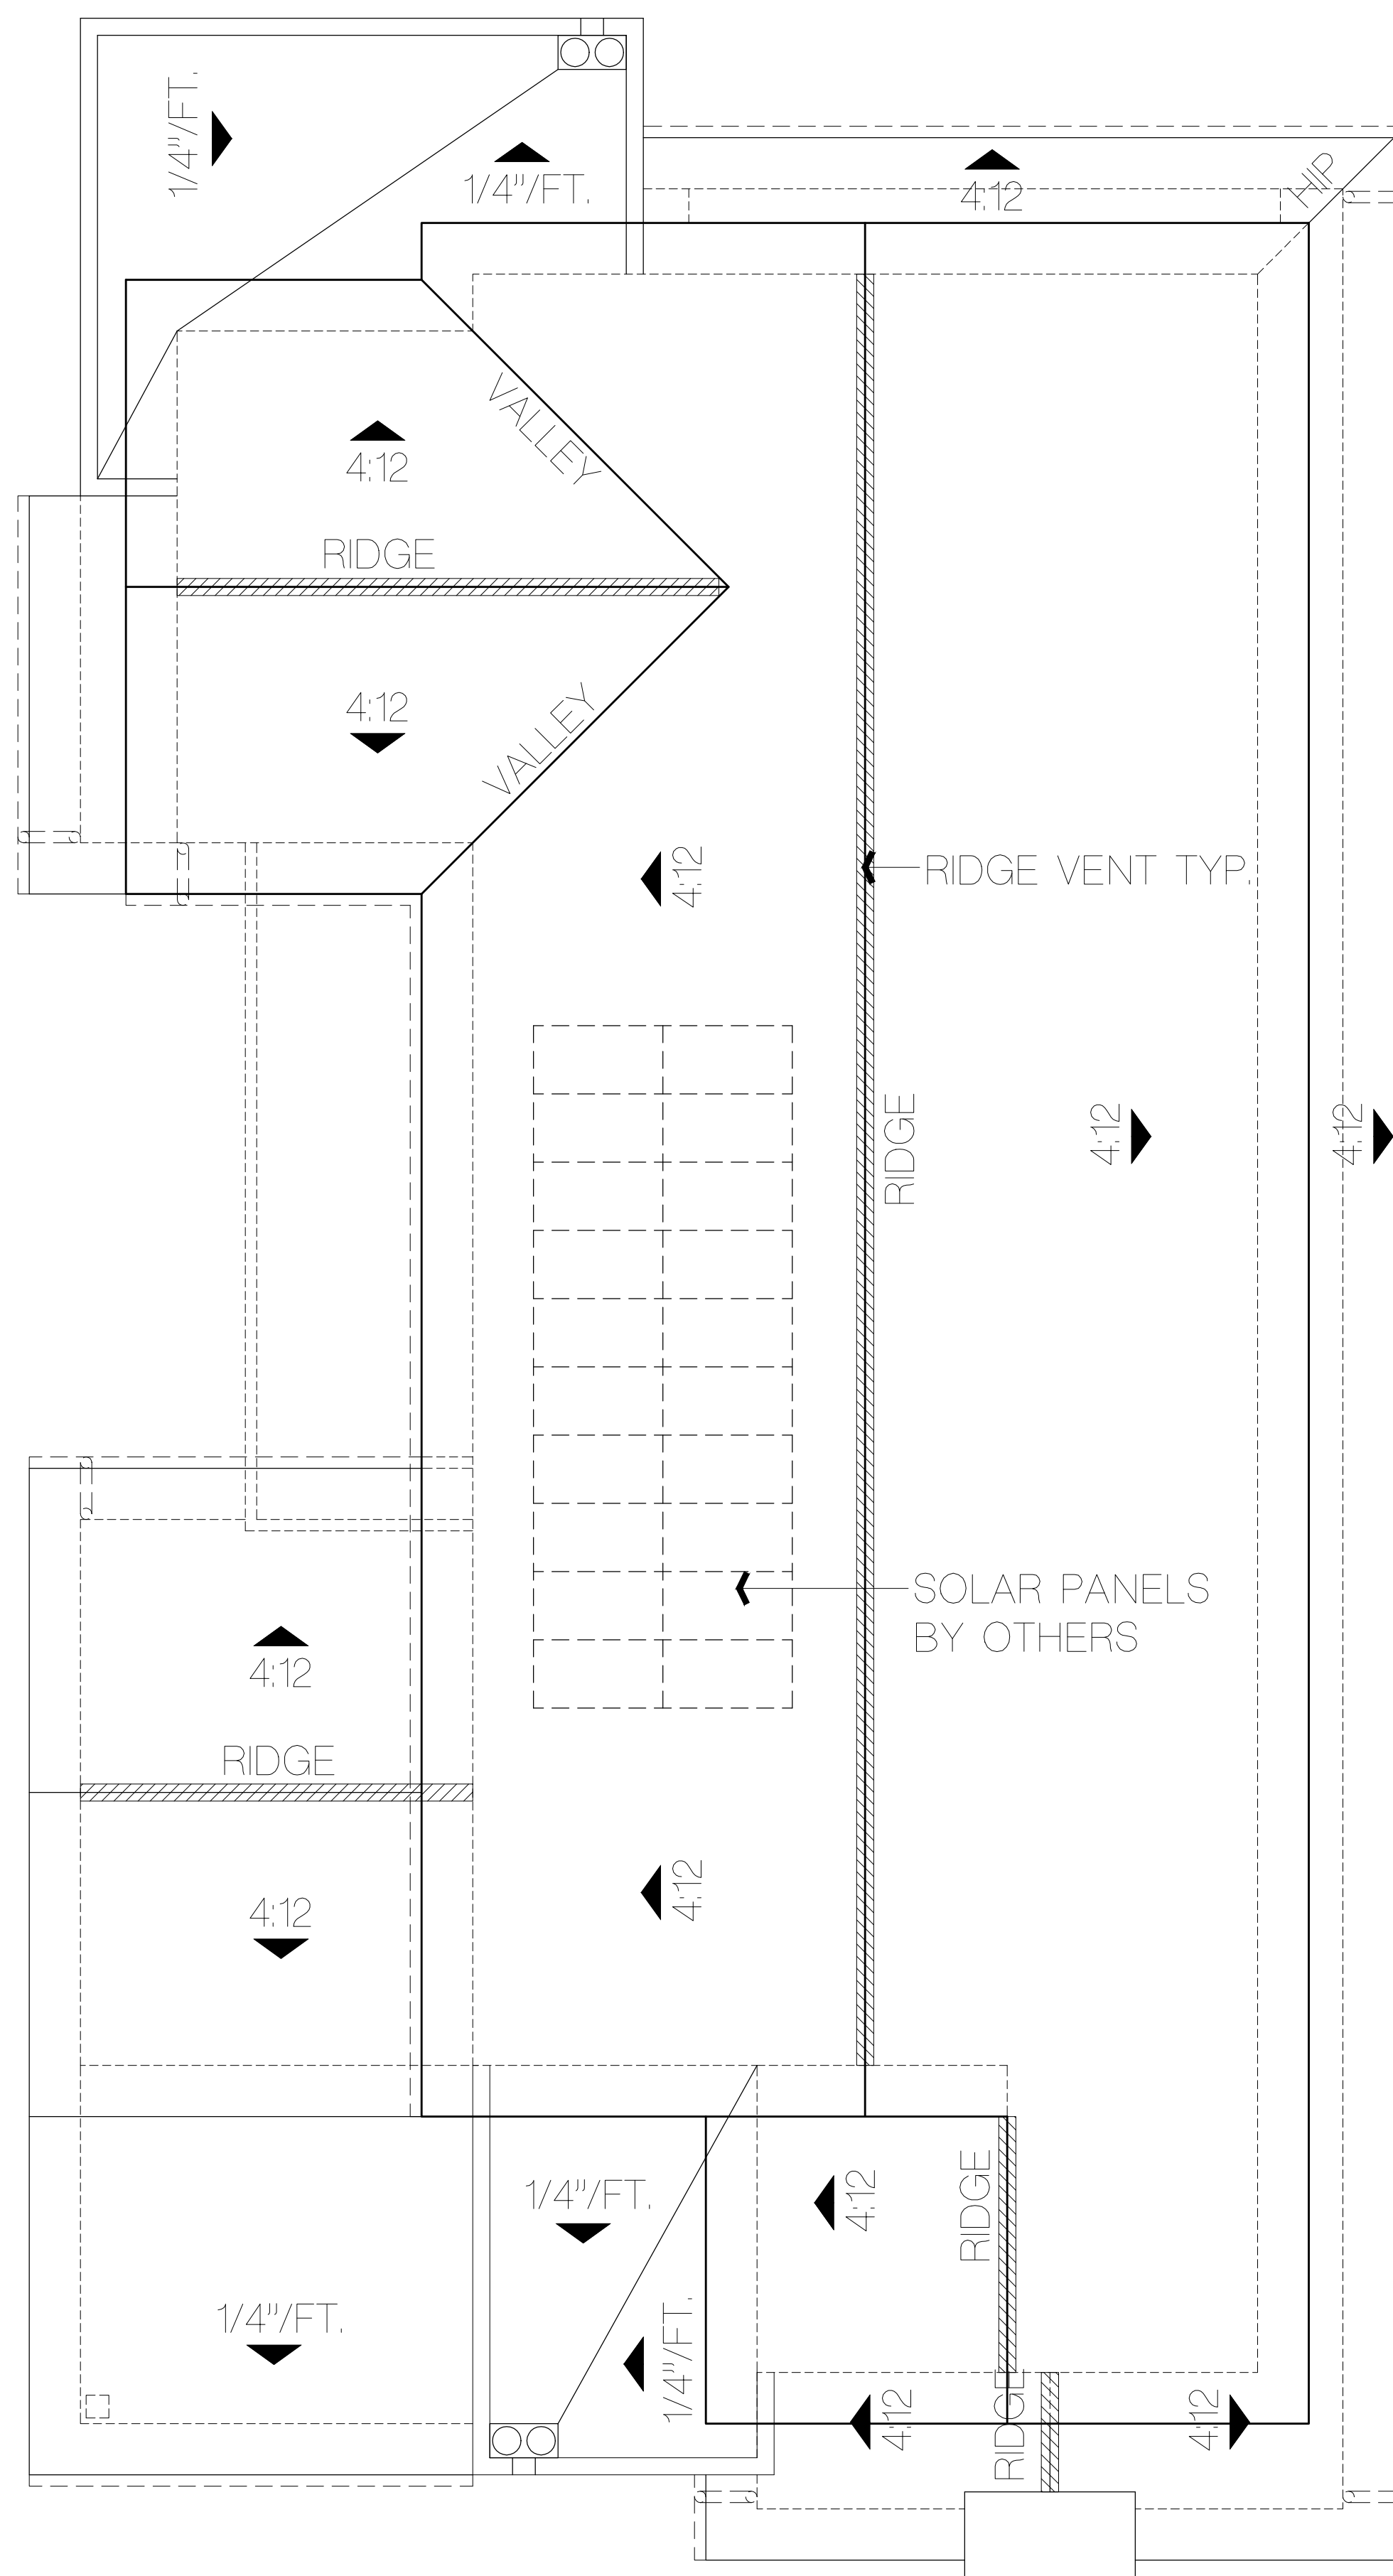 1/4"/FT.
1/4"/FT.
4:12
HIP
VALLEY
4:12
RIDGE
4:12
VALLEY
4:12
RIDGE VENT TYP.
RIDGE
4:12
4:12
SOLAR PANELS
BY OTHERS
4:12
RIDGE
4:12
4:12
1/4"/FT.
4:12
RIDGE
1/4"/FT.
1/4"/FT.
4:12
RIDGE
4:12